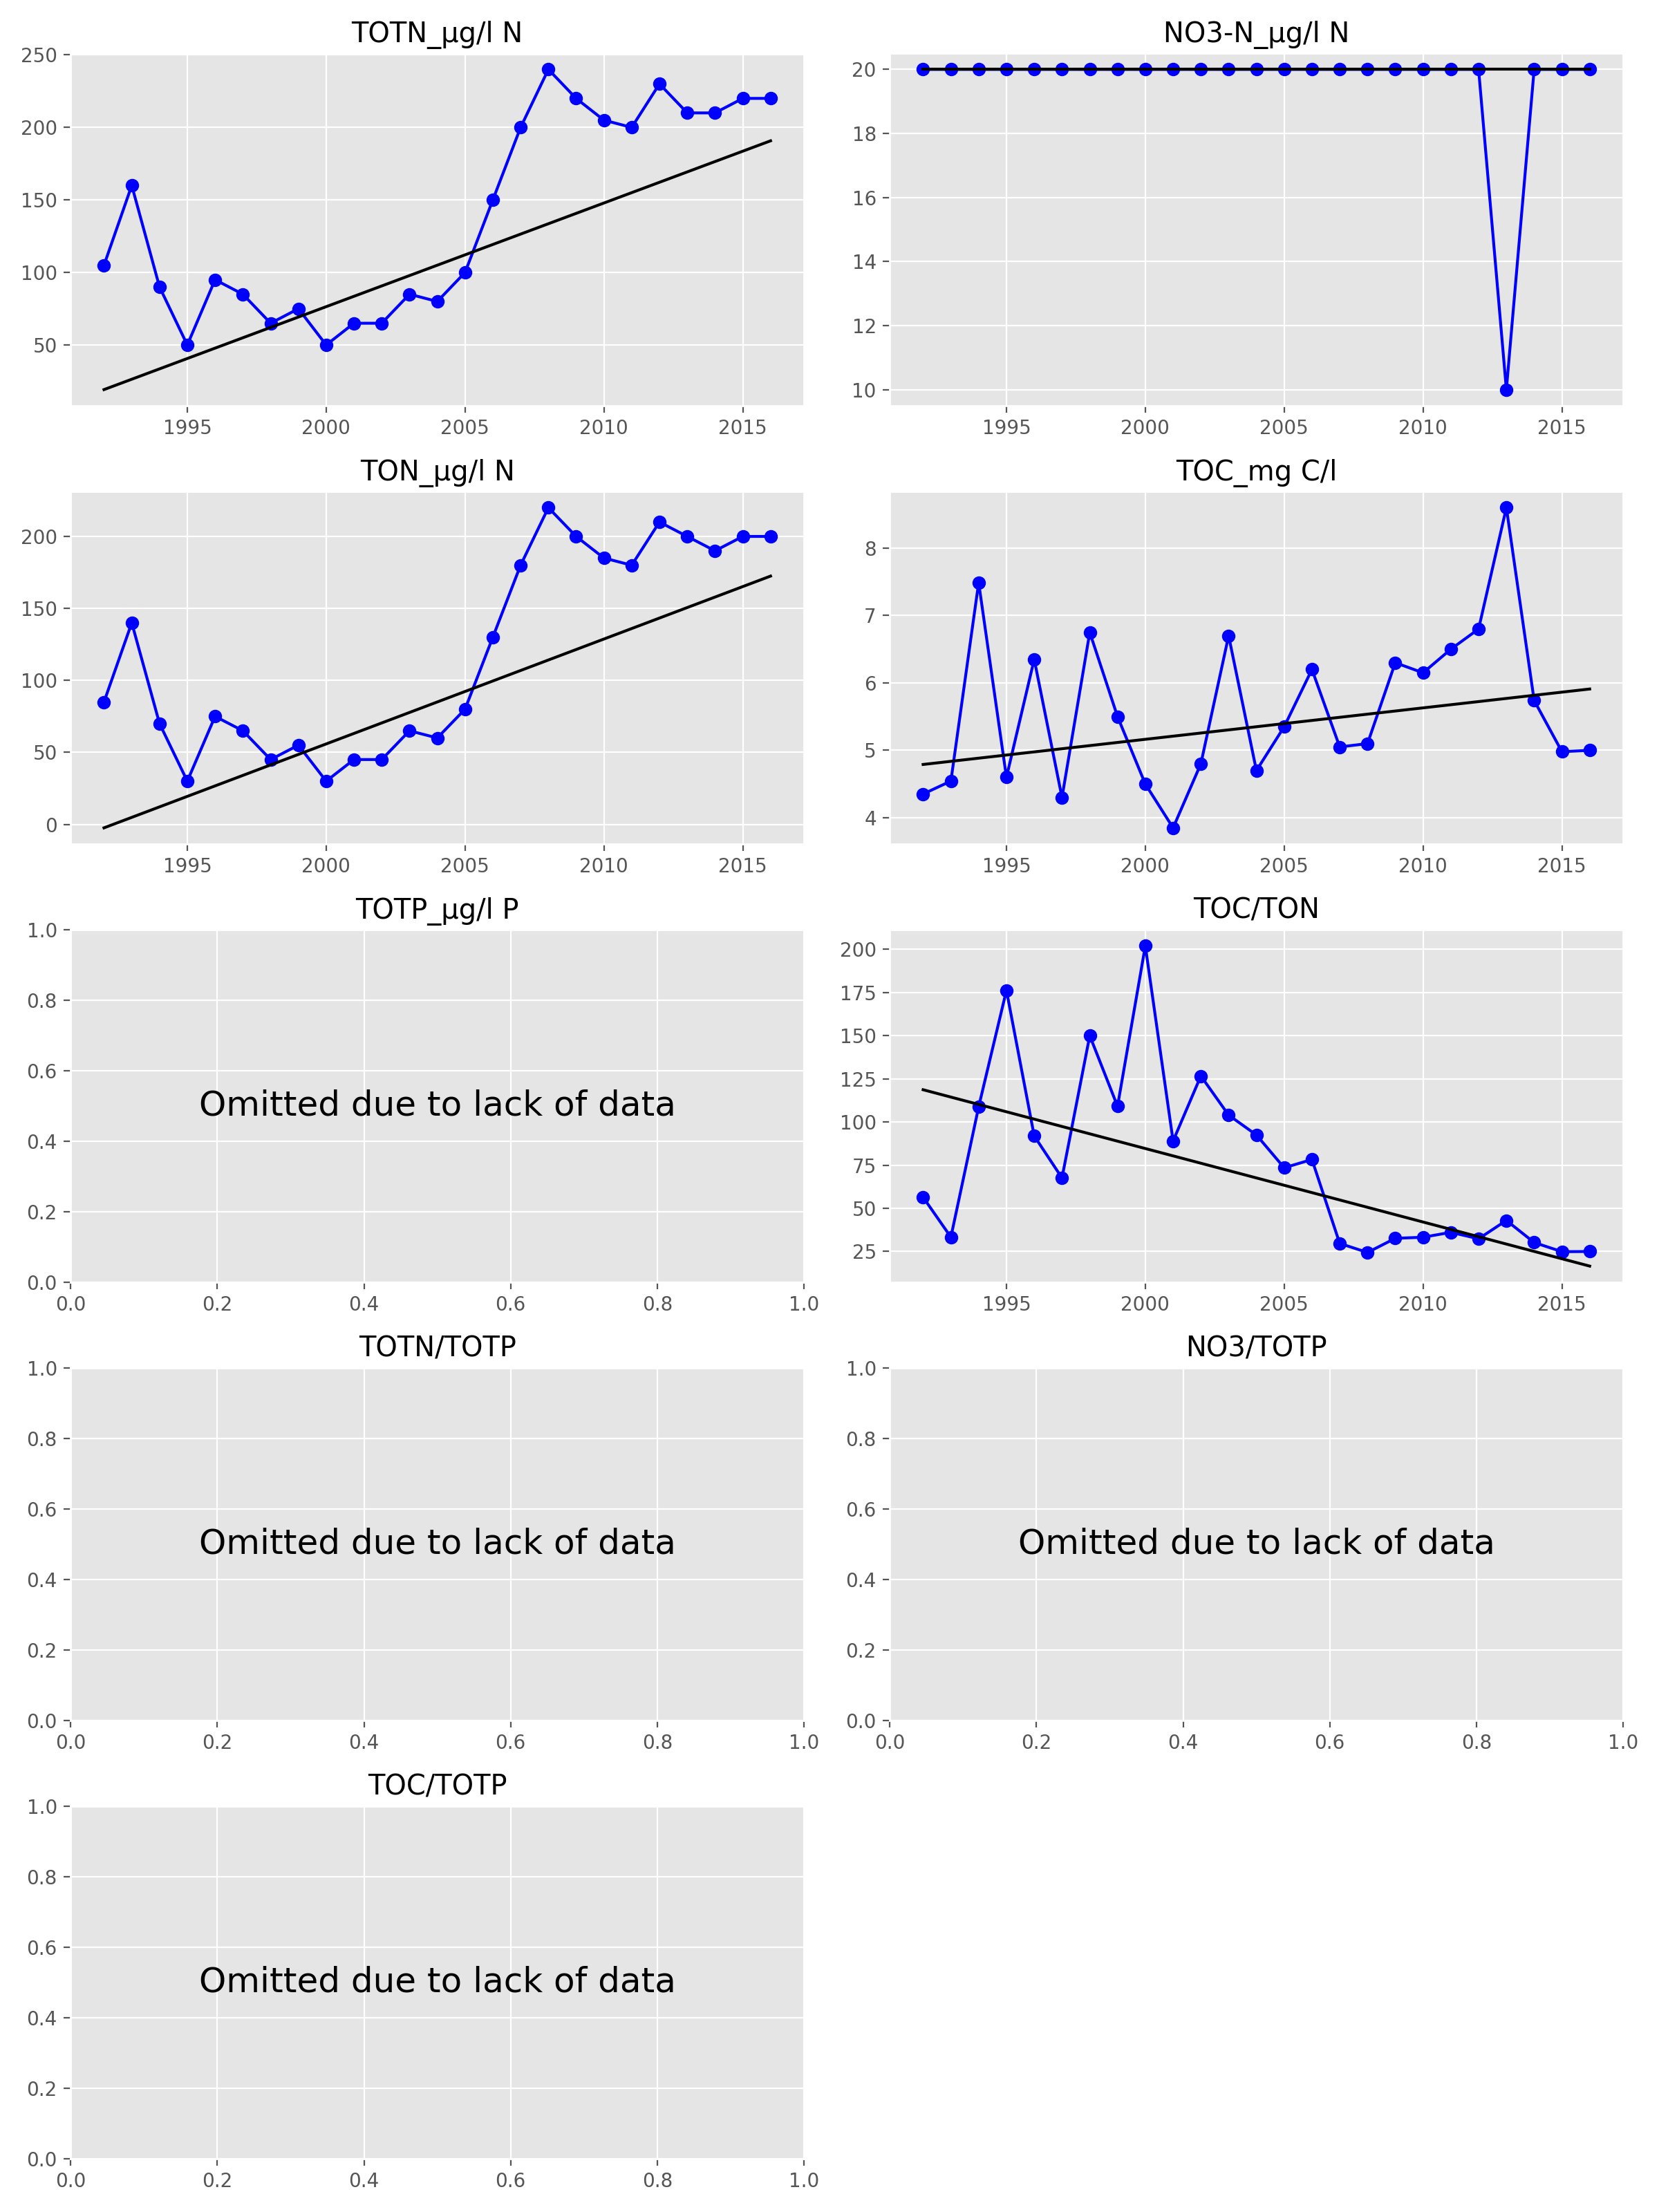 TOTN_µg/l N
250
200
150
100
50
1995 2000 2005 2010 2015
NO3-N_µg/l N
20
18
16
14
12
10
1995 2000 2005 2010 2015
TON_µg/l N
200
150
100
50
0
1995 2000 2005 2010 2015
TOC_mg C/l
8
7
6
5
4
1995 2000 2005 2010 2015
TOTP_µg/l P
1.0
0.8
0.6
Omitted due to lack of data
0.4
0.2
0.0
0.0 0.2 0.4 0.6 0.8 1.0
TOC/TON
200
175
150
125
100
75
50
25
1995 2000 2005 2010 2015
TOTN/TOTP
1.0
0.8
0.6
Omitted due to lack of data
0.4
0.2
0.0
0.0 0.2 0.4 0.6 0.8 1.0
NO3/TOTP
1.0
0.8
0.6
Omitted due to lack of data
0.4
0.2
0.0
0.0 0.2 0.4 0.6 0.8 1.0
TOC/TOTP
1.0
0.8
0.6
Omitted due to lack of data
0.4
0.2
0.0
0.0 0.2 0.4 0.6 0.8 1.0